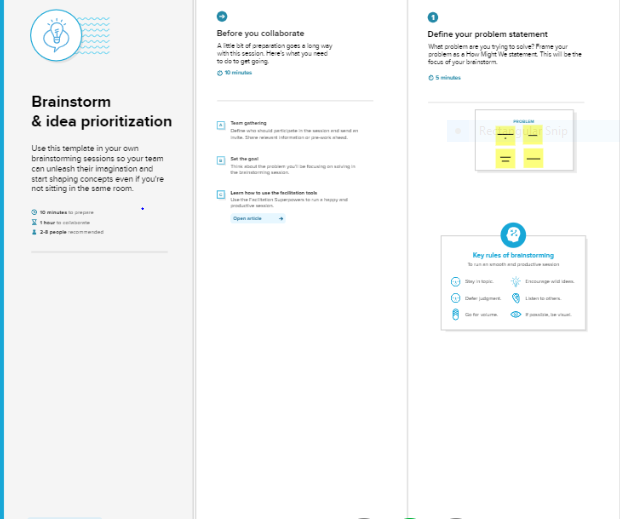 Brainstorm
& idea prioritization
Use this template in your own
brainstorming sessions so your team
can unleash their imagination and
start shaping concepts even if you're
not sitting in the same room.
10 minutes to prepare
1 hour to collaborate
2-8 people recommended
Before you collaborate
A little bit of preparation goes a long way
with this session. Here's what you need
to do to get going.
10 minutes
A
Team gathering
Define who should participate in the session and send an
invite. Share relevant information or pre-work ahead.
B
Set the goal
Think about the problem you'll be focusing on solving in
the brainstorming session.
C
Learn how to use the facilitation tools
Use the Facilitation Superpowers to run a happy and
productive session.
Open article
1
Define your problem statement
What problem are you trying to solve? Frame your
problem as a How Might We statement. This will be the
focus of your brainstorm.
5 minutes
PROBLEM
Rectangular Snip
Key rules of brainstorming
To run an smooth and productive session
Stay in topic.
Encourage wild ideas.
Defer judgment.
Listen to others.
Go for volume.
If possible, be visual.